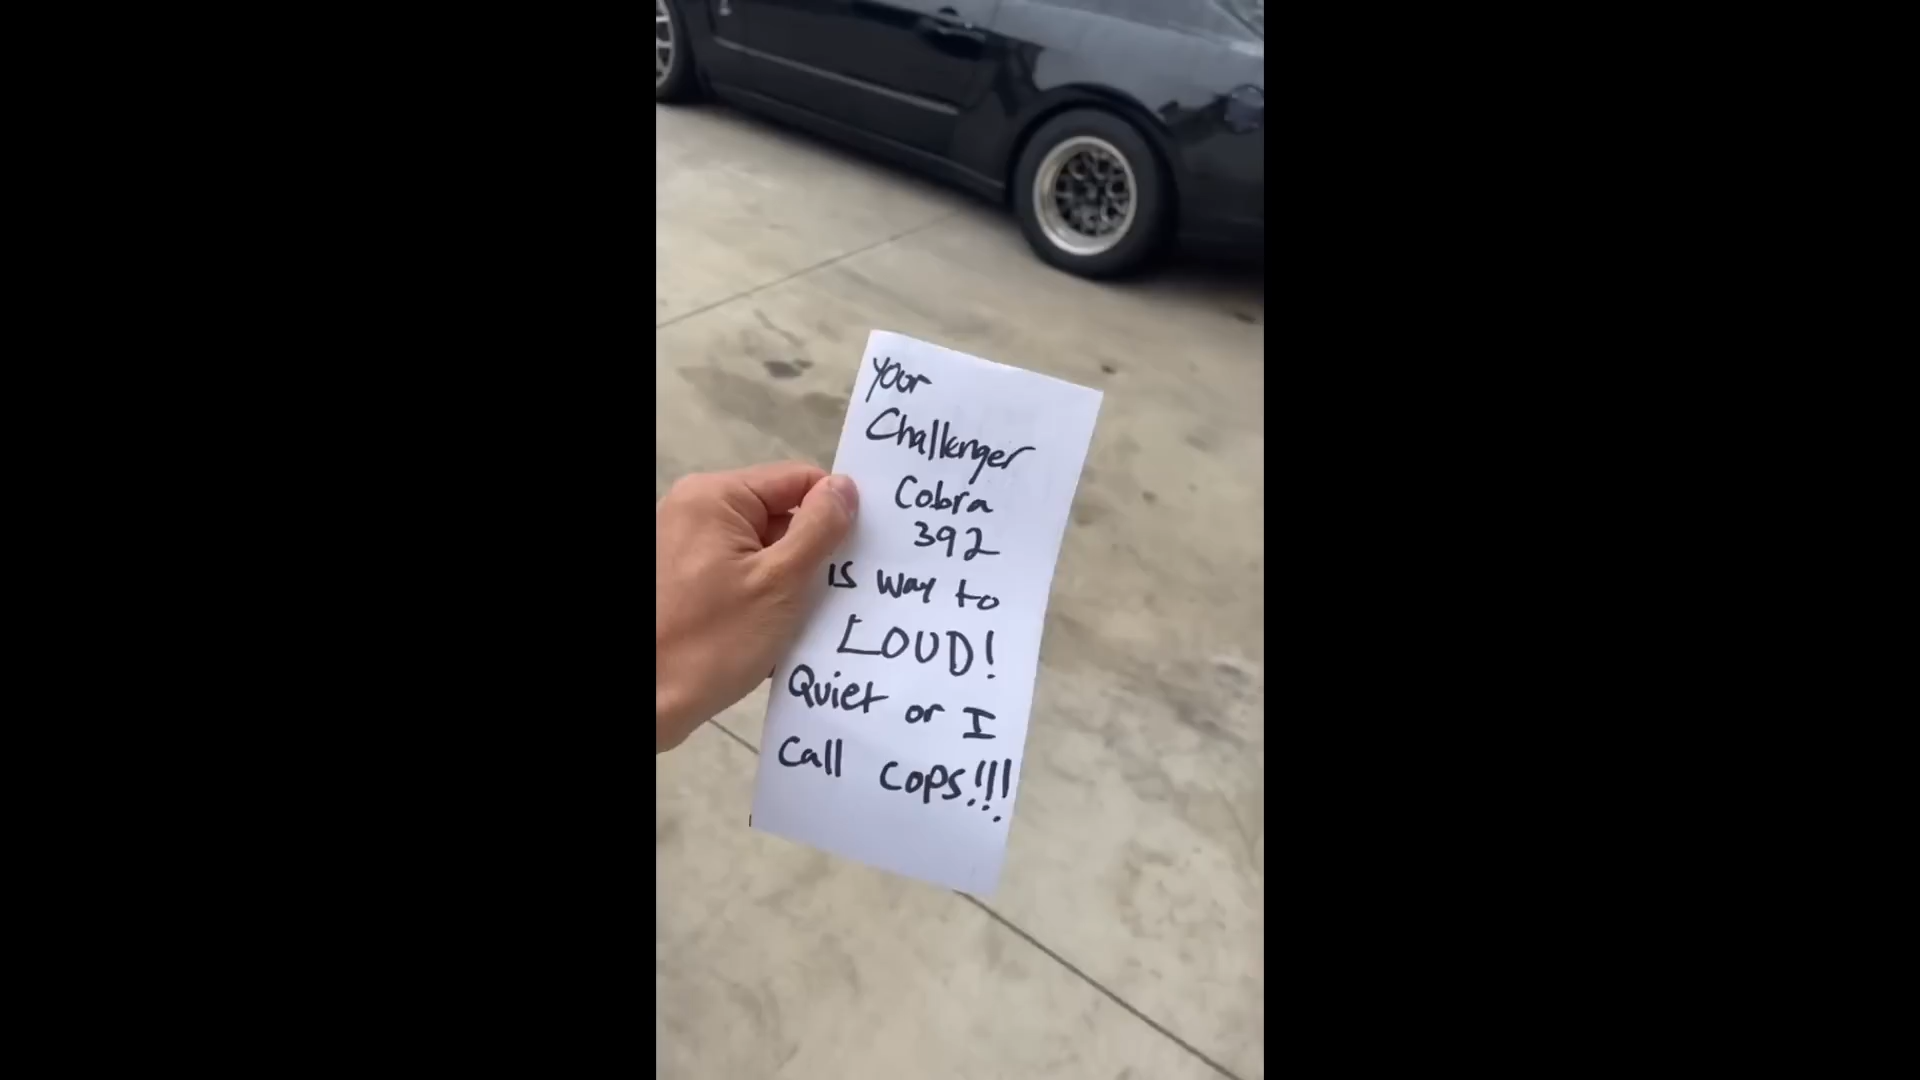 Your
Challenger
Cobra
392
is way to
LOUD!
Quiet or I
Call Cops!!!